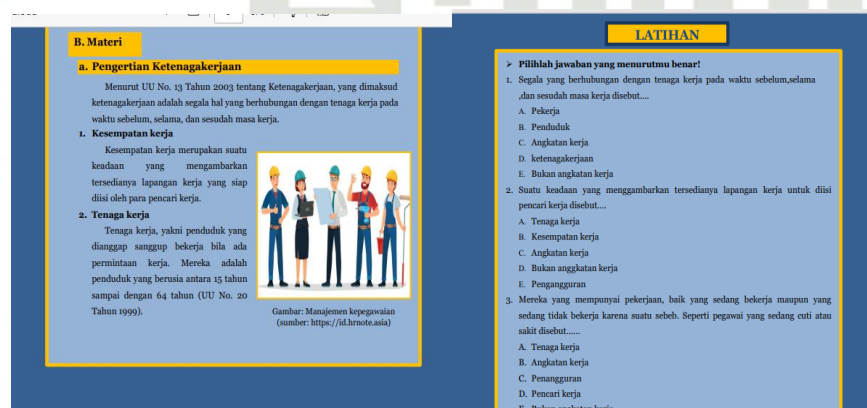 B. Materi
a. Pengertian Ketenagakerjaan
Menurut UU No. 13 Tahun 2003 tentang Ketenagakerjaan, yang dimaksud
ketenagakerjaan adalah segala hal yang berhubungan dengan tenaga kerja pada
waktu sebelum, selama, dan sesudah masa kerja.
1. Kesempatan kerja
Kesempatan kerja merupakan suatu
keadaan yang mengambarkan
tersedianya lapangan kerja yang siap
diisi oleh para pencari kerja.
2. Tenaga kerja
Tenaga kerja, yakni penduduk yang
dianggap sanggup bekerja bila ada
permintaan kerja. Mereka adalah
penduduk yang berusia antara 15 tahun
sampai dengan 64 tahun (UU No. 20
Tahun 1999).
Gambar: Manajemen kepegawaian
(sumber: https://id.hrnote.asia)
LATIHAN
➢ Pilihlah jawaban yang menurutmu benar!
1. Segala yang berhubungan dengan tenaga kerja pada waktu sebelum,selama
,dan sesudah masa kerja disebut....
A. Pekerja
B. Penduduk
C. Angkatan kerja
D. ketenagakerjaan
E. Bukan angkatan kerja
2. Suatu keadaan yang menggambarkan tersedianya lapangan kerja untuk diisi
pencari kerja disebut....
A. Tenaga kerja
B. Kesempatan kerja
C. Angkatan kerja
D. Bukan anggkatan kerja
E. Pengangguran
3. Mereka yang mempunyai pekerjaan, baik yang sedang bekerja maupun yang
sedang tidak bekerja karena suatu sebeb. Seperti pegawai yang sedang cuti atau
sakit disebut......
A. Tenaga kerja
B. Angkatan kerja
C. Penangguran
D. Pencari kerja
E. Bukan angkatan kerja